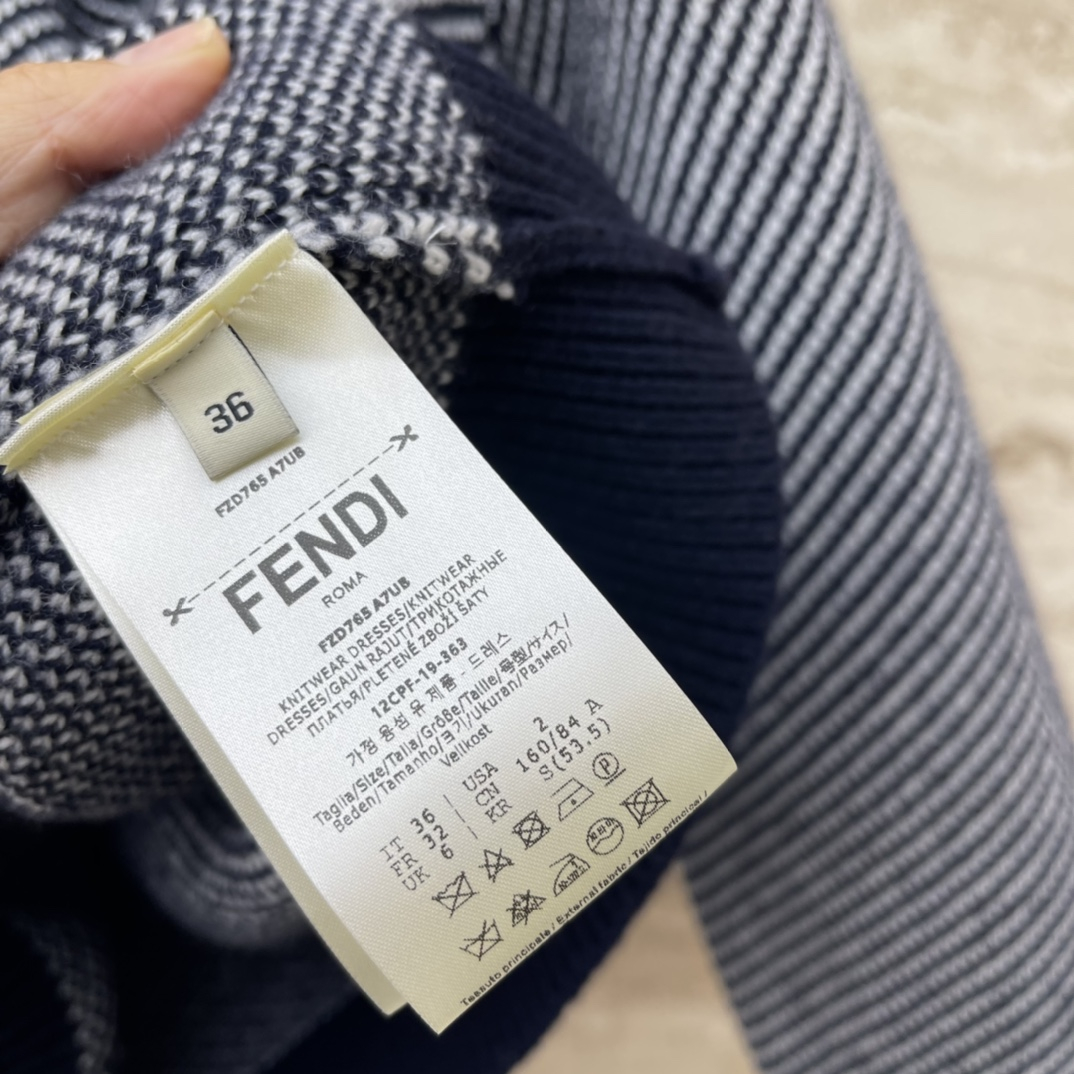 36
FZD765 A7UB
FENDI
ROMA
FZD765 A7UB
KNITWEAR DRESSES/KNITWEAR
DRESSES/GAUN RAJUT/ТРИКОТАЖНЫЕ
ПЛАТЬЯ/PLETENÉ ZBOŽÍ ŠATY
12CPF-19-363
가정용섬유제품-드레스
Taglia/Size/Talla/Größe/Taille/号型/サイズ/
Beden/Tamanho/크기/Ukuran/Размер/
Velikost
IT 36 | USA 2
FR 32 | CN 160/84 A
UK 6 | KR S(53.5)
P
Tessuto principale / External fabric / Tejido principal /